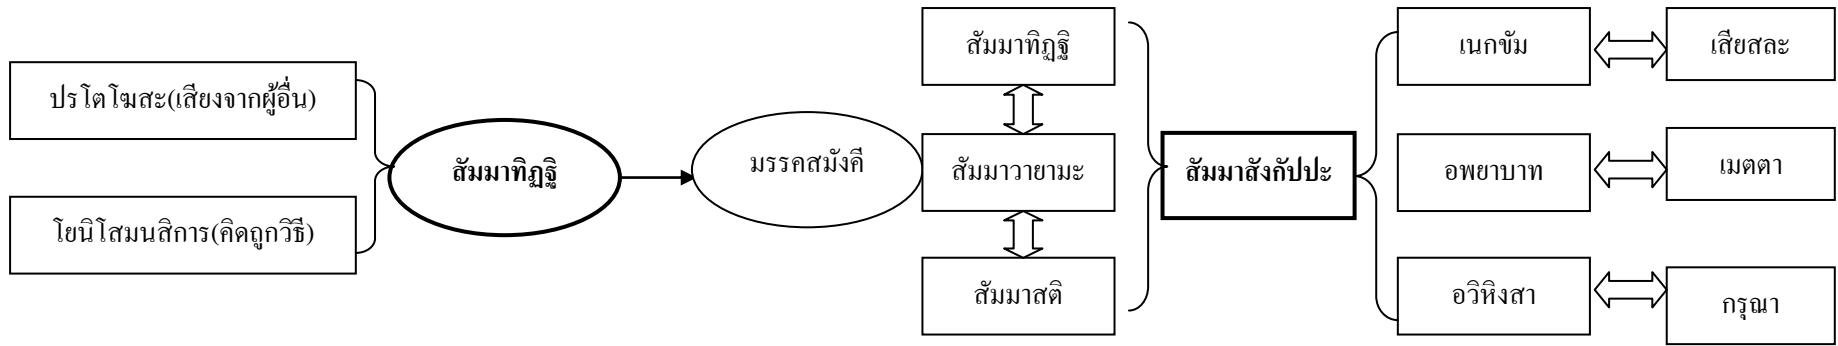 ปรโตโฆสะ(เสียงจากผู้อื่น)
โยนิโสมนสิการ(คิดถูกวิธี)
สัมมาทิฏฐิ
มรรคสมังคี
สัมมาทิฏฐิ
สัมมาวายามะ
สัมมาสติ
สัมมาสังกัปปะ
เนกขัม
อพยาบาท
อวิหิงสา
เสียสละ
เมตตา
กรุณา